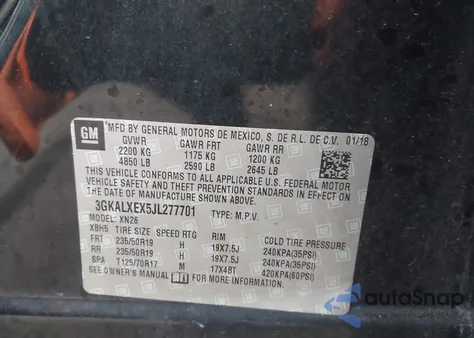 GM
MFD BY GENERAL MOTORS DE MEXICO, S. DE R.L. DE C.V. 01/18
GVWR GAWR FRT GAWR RR
2200 KG 1175 KG 1200 KG
4850 LB 2590 LB 2645 LB
THIS VEHICLE CONFORMS TO ALL APPLICABLE U.S. FEDERAL MOTOR
VEHICLE SAFETY AND THEFT PREVENTION STANDARDS IN EFFECT ON
THE DATE OF MANUFACTURE SHOWN ABOVE.
3GKALXEX5JL277701 TYPE: M.P.V.
MODEL: XN26
XBH5 TIRE SIZE SPEED RTG RIM COLD TIRE PRESSURE
FRT 235/50R19 H 19X7.5J 240KPA(35PSI)
RR 235/50R19 H 19X7.5J 240KPA(35PSI)
SPA T125/70R17 M 17X4BT 420KPA(60PSI)
SEE OWNER'S MANUAL FOR MORE INFORMATION.
autoSnap